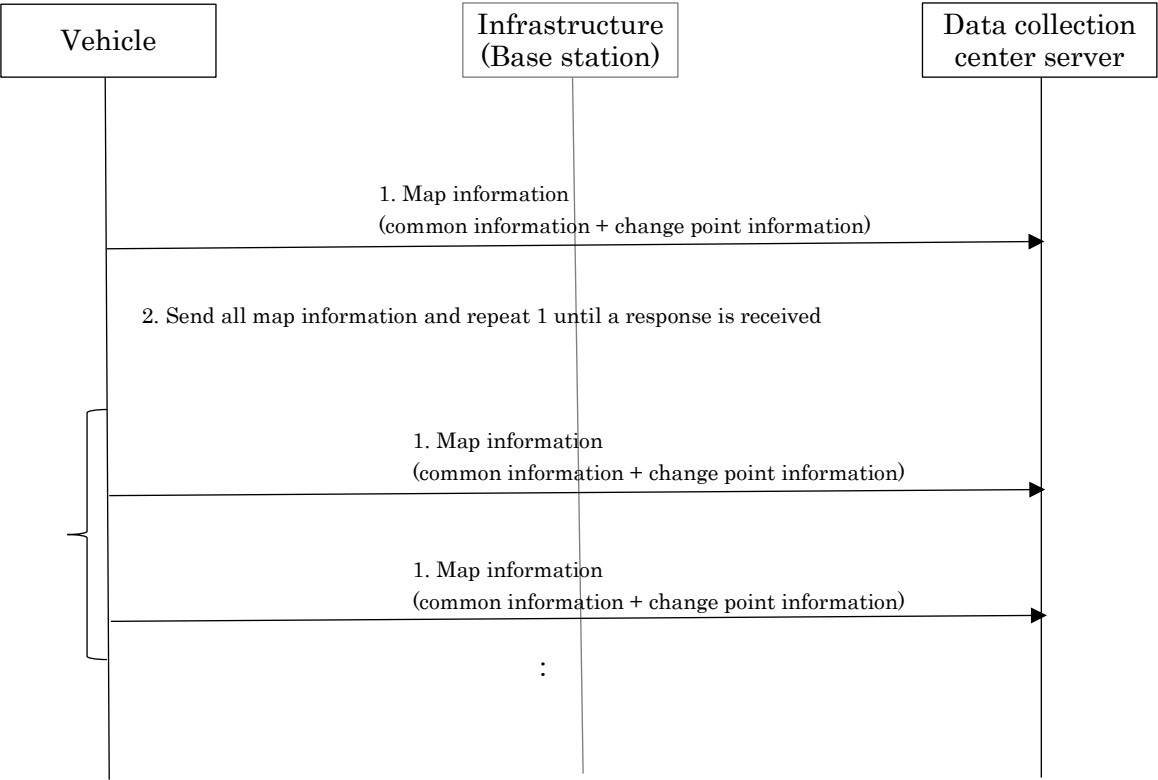 Vehicle
Infrastructure
(Base station)
Data collection
center server
1. Map information
(common information + change point information)
2. Send all map information and repeat 1 until a response is received
1. Map information
(common information + change point information)
1. Map information
(common information + change point information)
: